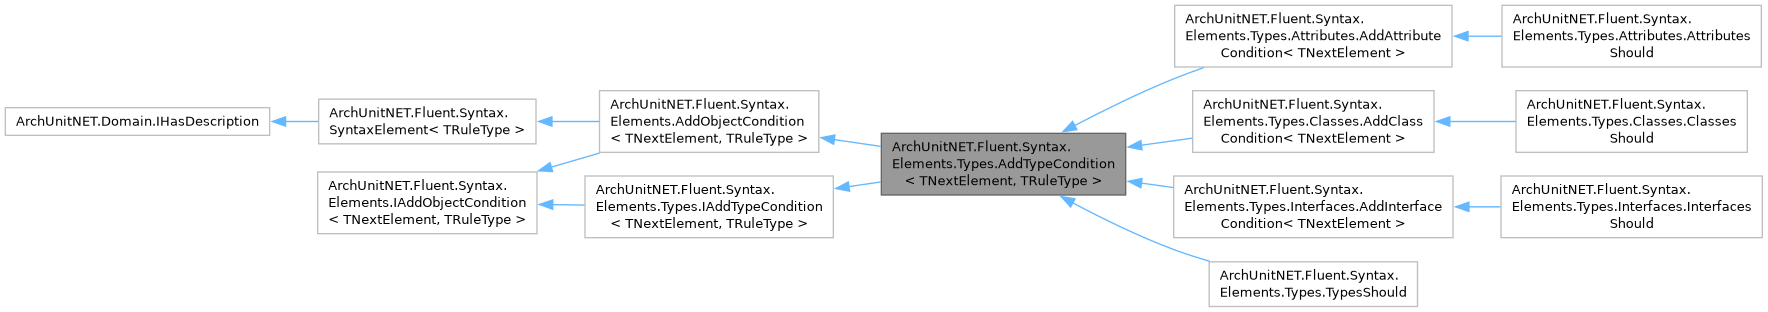 ArchUnitNET.Domain.IHasDescription
ArchUnitNET.Fluent.Syntax.
SyntaxElement< TRuleType >
ArchUnitNET.Fluent.Syntax.
Elements.IAddObjectCondition
< TNextElement, TRuleType >
ArchUnitNET.Fluent.Syntax.
Elements.AddObjectCondition
< TNextElement, TRuleType >
ArchUnitNET.Fluent.Syntax.
Elements.Types.IAddTypeCondition
< TNextElement, TRuleType >
ArchUnitNET.Fluent.Syntax.
Elements.Types.AddTypeCondition
< TNextElement, TRuleType >
ArchUnitNET.Fluent.Syntax.
Elements.Types.Attributes.AddAttribute
Condition< TNextElement >
ArchUnitNET.Fluent.Syntax.
Elements.Types.Attributes.Attributes
Should
ArchUnitNET.Fluent.Syntax.
Elements.Types.Classes.AddClass
Condition< TNextElement >
ArchUnitNET.Fluent.Syntax.
Elements.Types.Classes.Classes
Should
ArchUnitNET.Fluent.Syntax.
Elements.Types.Interfaces.AddInterface
Condition< TNextElement >
ArchUnitNET.Fluent.Syntax.
Elements.Types.Interfaces.Interfaces
Should
ArchUnitNET.Fluent.Syntax.
Elements.Types.TypesShould